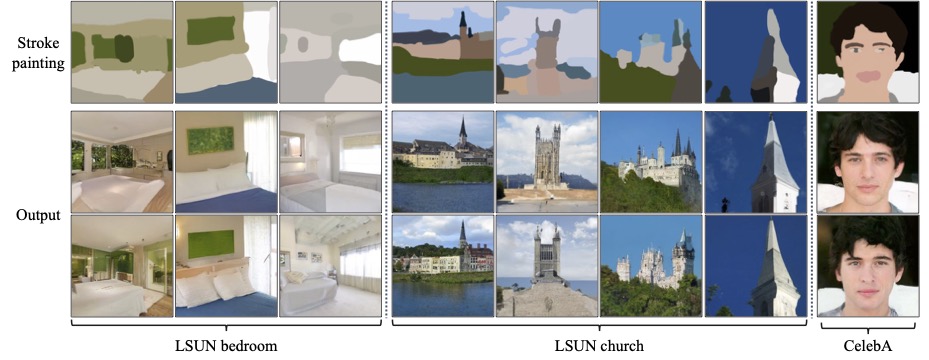 Stroke
painting
Output
LSUN bedroom
LSUN church
CelebA